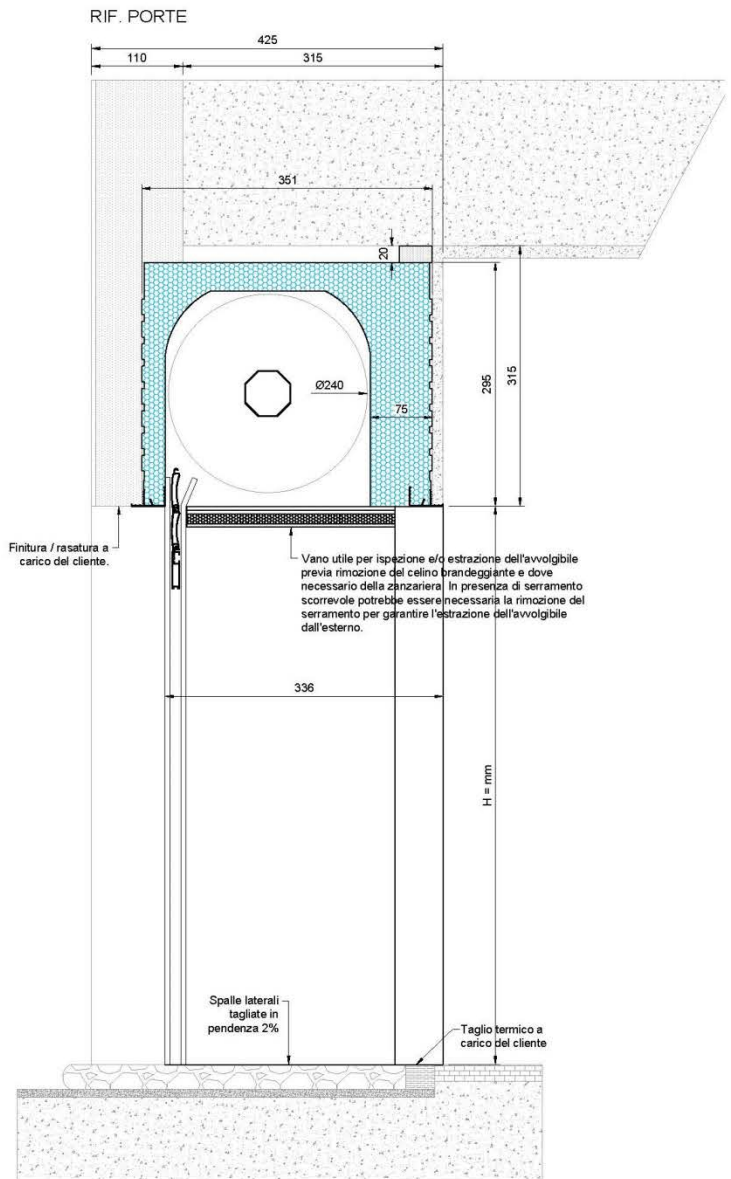 RIF. PORTE
425
110 315
351
20
Ø240
75
295
315
Finitura / rasatura a
carico del cliente.
Vano utile per ispezione e/o estrazione dell'avvolgibile
previa rimozione del celino brandeggiante e dove
necessario della zanzariera. In presenza di serramento
scorrevole potrebbe essere necessaria la rimozione del
serramento per garantire l'estrazione dell'avvolgibile
dall'esterno.
336
H = mm
Spalle laterali
tagliate in
pendenza 2%
Taglio termico a
carico del cliente